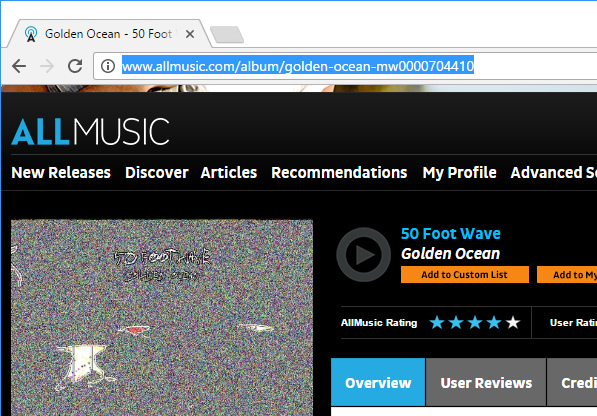 Golden Ocean - 50 Foot
www.allmusic.com/album/golden-ocean-mw0000704410
ALLMUSIC
New Releases Discover Articles Recommendations My Profile Advanced Se
50 FOOT WAVE
GOLDEN OCEAN
50 Foot Wave
Golden Ocean
Add to Custom List Add to My
AllMusic Rating User Ratin
Overview User Reviews Credi